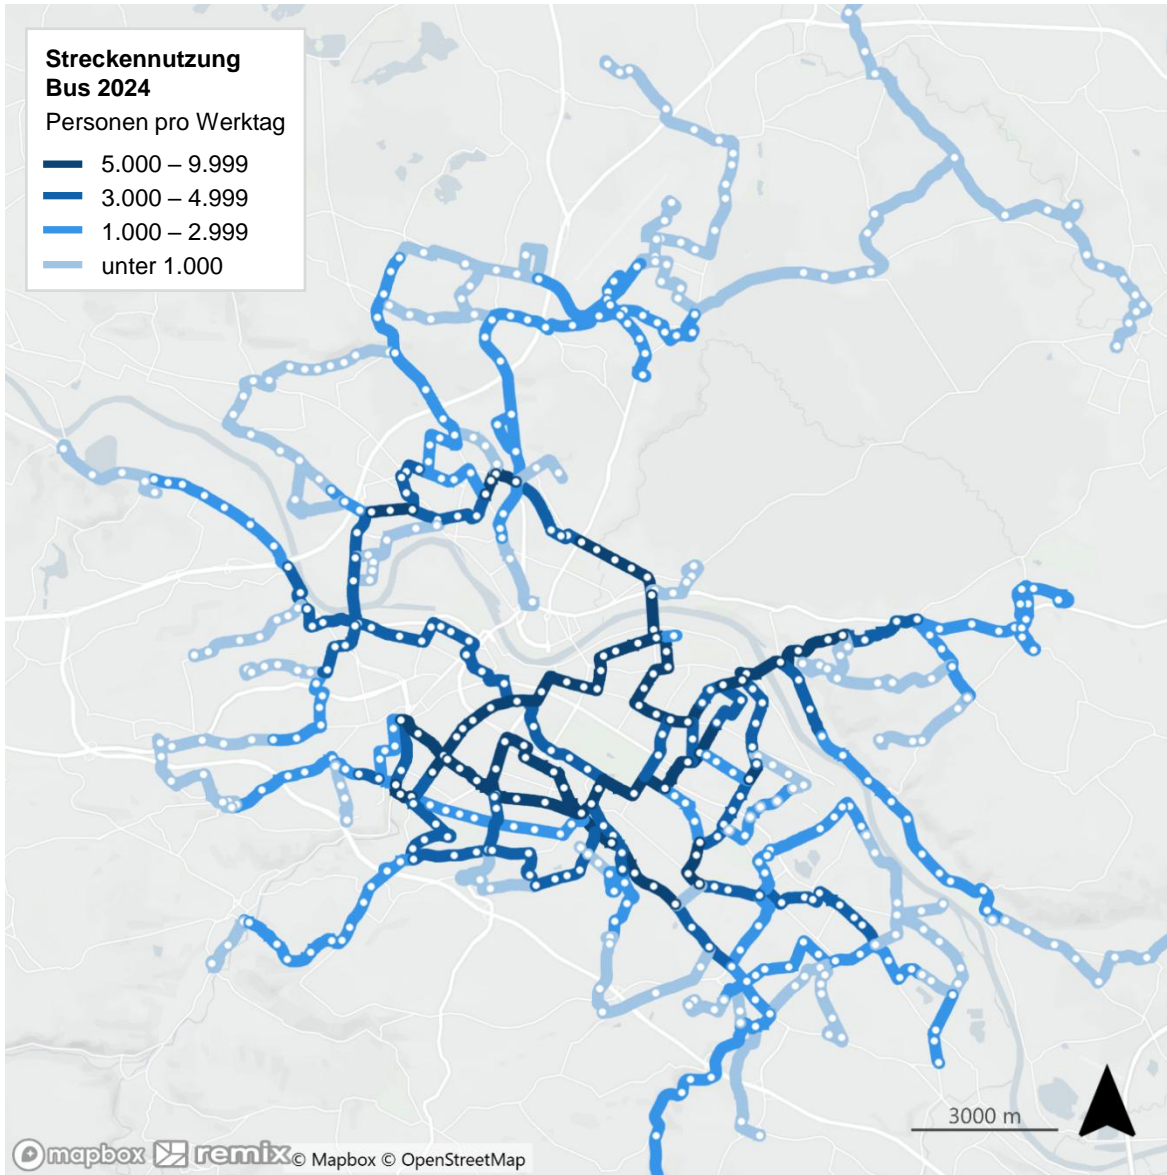 Streckennutzung
Bus 2024
Personen pro Werktag
5.000 – 9.999
3.000 – 4.999
1.000 – 2.999
unter 1.000
3000 m
mapbox remix © Mapbox © OpenStreetMap